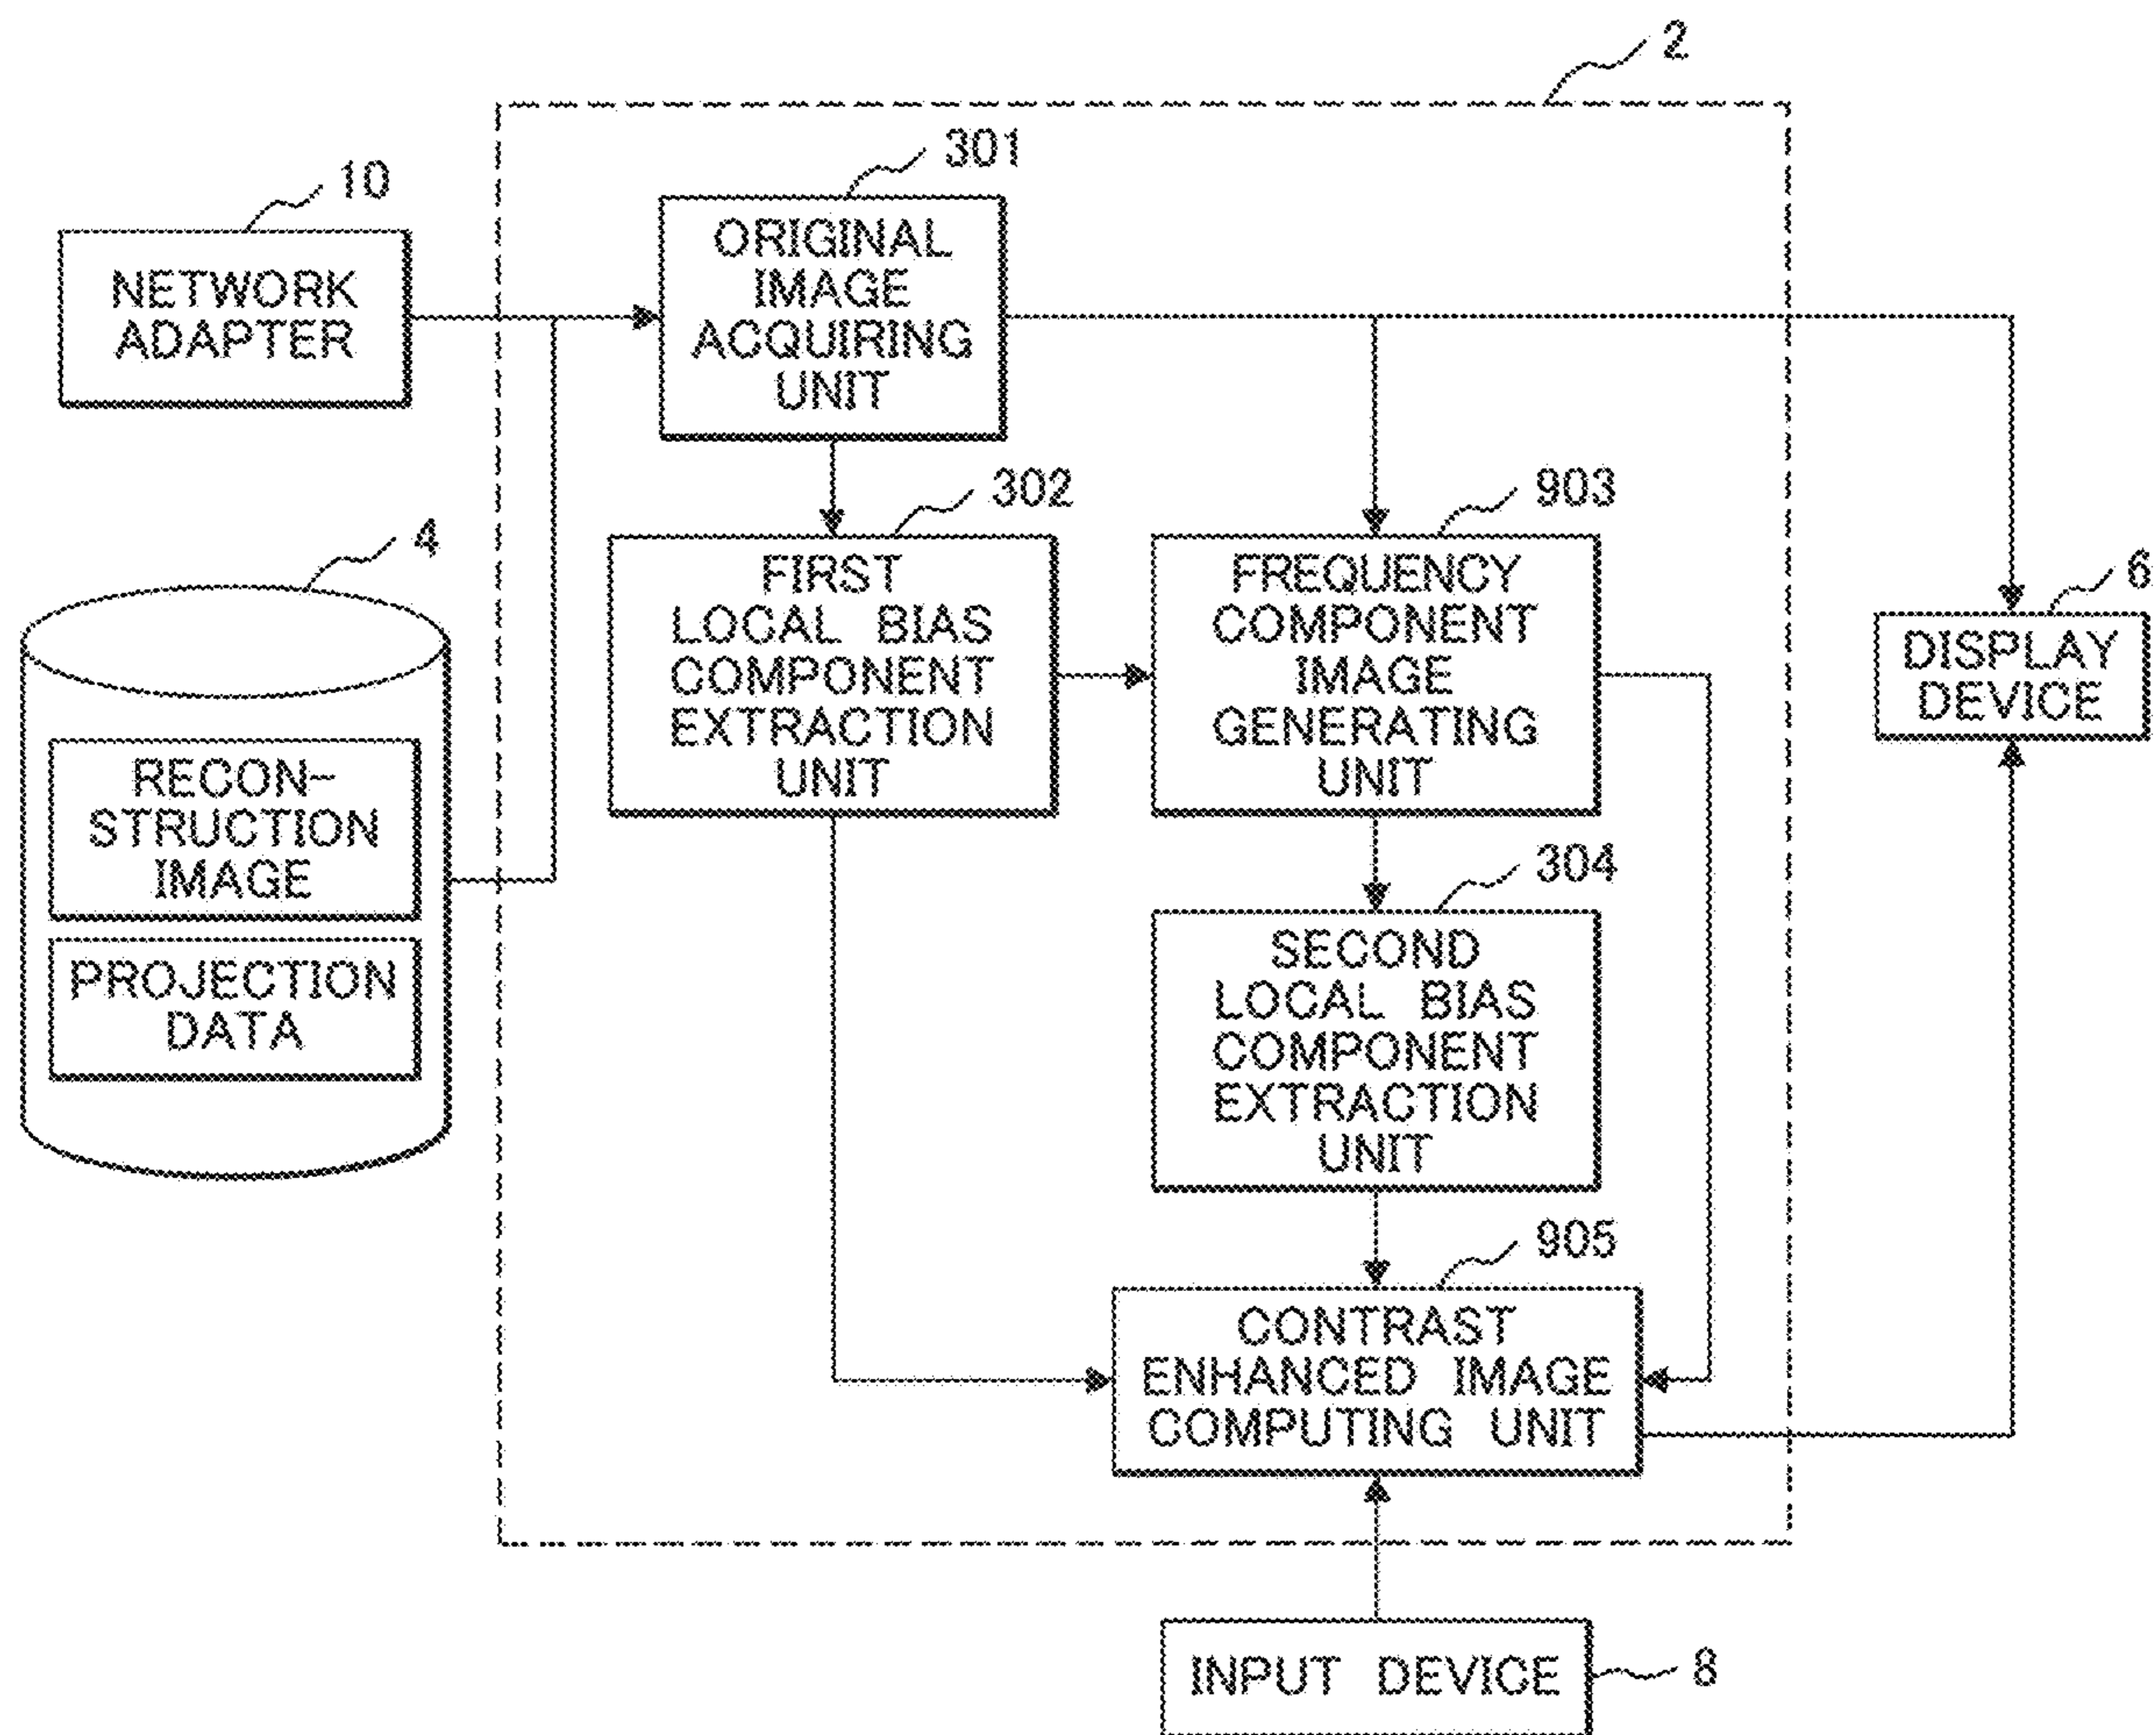 2
301
10
ORIGINAL
IMAGE
ACQUIRING
UNIT
NETWORK
ADAPTER
302
903
4
FIRST
LOCAL BIAS
COMPONENT
EXTRACTION
UNIT
FREQUENCY
COMPONENT
IMAGE
GENERATING
UNIT
6
DISPLAY
DEVICE
RECON-
STRUCTION
IMAGE
PROJECTION
DATA
304
SECOND
LOCAL BIAS
COMPONENT
EXTRACTION
UNIT
905
CONTRAST
ENHANCED IMAGE
COMPUTING UNIT
INPUT DEVICE
8